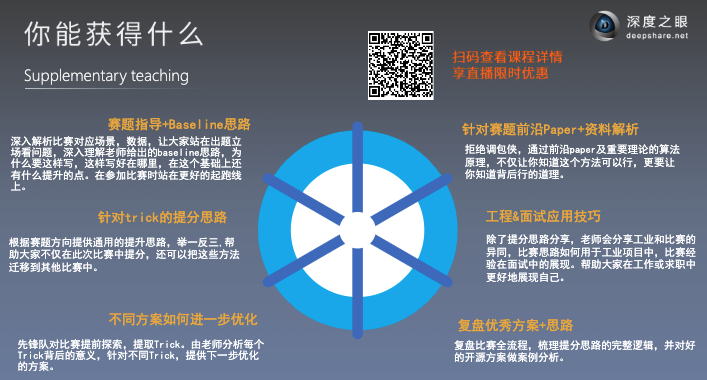 你能获得什么
Supplementary teaching
扫码查看课程详情
享直播限时优惠
深度之眼
deepshare.net
赛题指导+Baseline思路
深入解析比赛对应场景，数据，让大家站在出题立
场看问题，深入理解老师给出的baseline思路，为
什么要这样写，这样写好在哪里，在这个基础上还
有什么提升的点。在参加比赛时站在更好的起跑线
上。
针对赛题前沿Paper+资料解析
拒绝调包侠，通过前沿paper及重要理论的算法
原理，不仅让你知道这个方法可以行，更要让
你知道背后行的道理。
针对trick的提分思路
根据赛题方向提供通用的提升思路，举一反三，帮
助大家不仅在此次比赛中提分，还可以把这些方法
迁移到其他比赛中。
工程&面试应用技巧
除了提分思路分享，老师会分享工业和比赛的
异同，比赛思路如何用于工业项目中，比赛经
验在面试中的展现。帮助大家在工作或求职中
更好地展现自己。
不同方案如何进一步优化
先锋队对比赛提前探索，提取Trick。由老师分析每个
Trick背后的意义，针对不同Trick，提供下一步优化
的方案。
复盘优秀方案+思路
复盘比赛全流程，梳理提分思路的完整逻辑，并对好
的开源方案做案例分析。